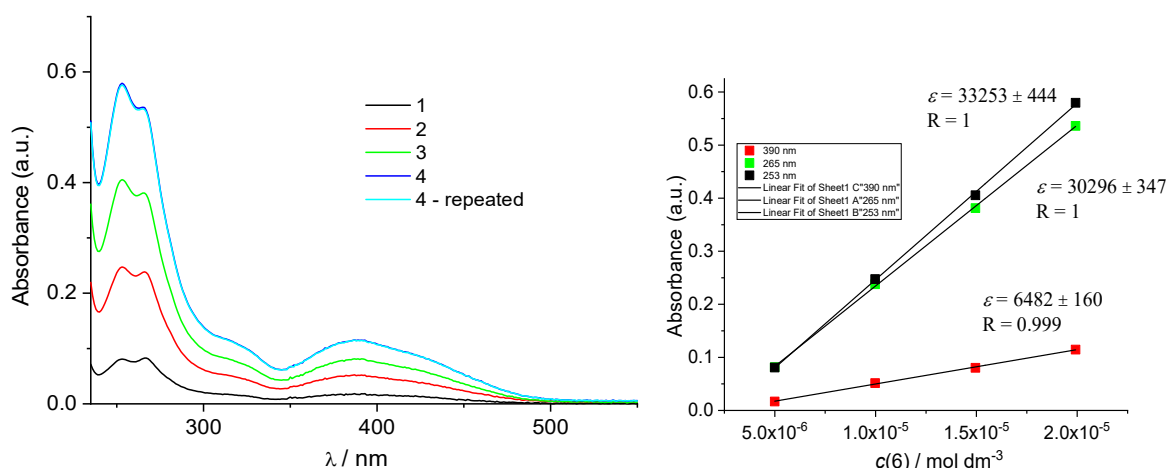 Absorbance (a.u.)
0.6
0.4
0.2
0.0
300
400
500
λ / nm
1
2
3
4
4 - repeated
Absorbance (a.u.)
0.6
0.5
0.4
0.3
0.2
0.1
0.0
5.0x10⁻⁶
1.0x10⁻⁵
1.5x10⁻⁵
2.0x10⁻⁵
c(6) / mol dm⁻³
390 nm
265 nm
253 nm
Linear Fit of Sheet1 C"390 nm"
Linear Fit of Sheet1 A"265 nm"
Linear Fit of Sheet1 B"253 nm"
ε = 33253 ± 444
R = 1
ε = 30296 ± 347
R = 1
ε = 6482 ± 160
R = 0.999